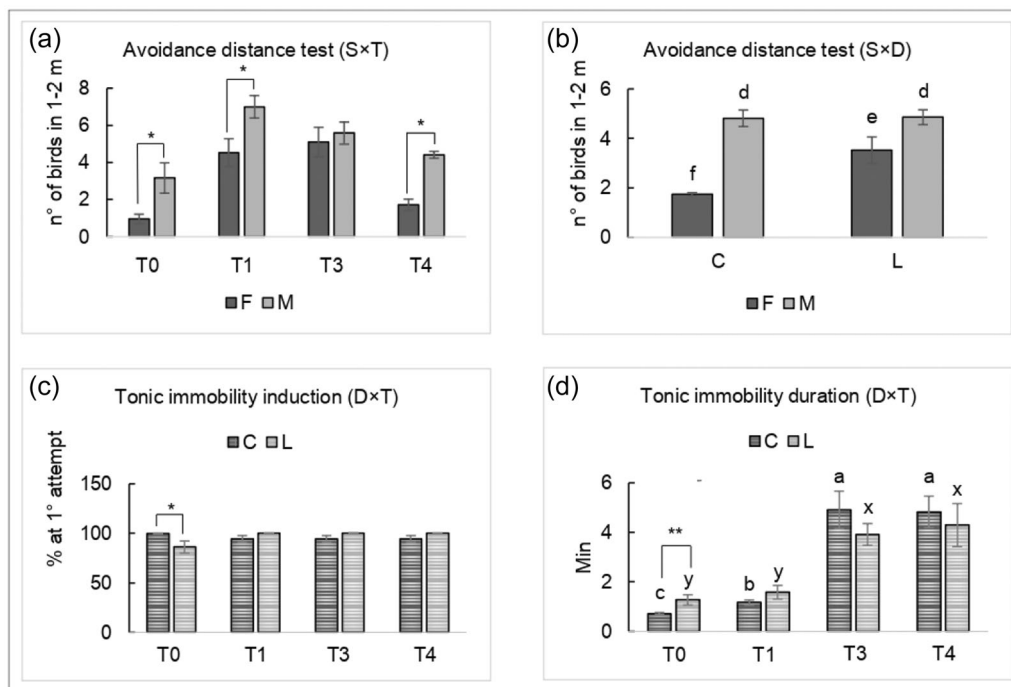 (a)
Avoidance distance test (S×T)
n° of birds in 1-2 m
8
6
4
2
0
*
*
*
T0 T1 T3 T4
F M
(b)
Avoidance distance test (S×D)
n° of birds in 1-2 m
6
4
2
0
f d e d
C L
F M
(c)
Tonic immobility induction (D×T)
C L
% at 1° attempt
150
100
50
0
*
T0 T1 T3 T4
(d)
Tonic immobility duration (D×T)
C L
Min
6
4
2
0
**
c y b y a x a x
T0 T1 T3 T4